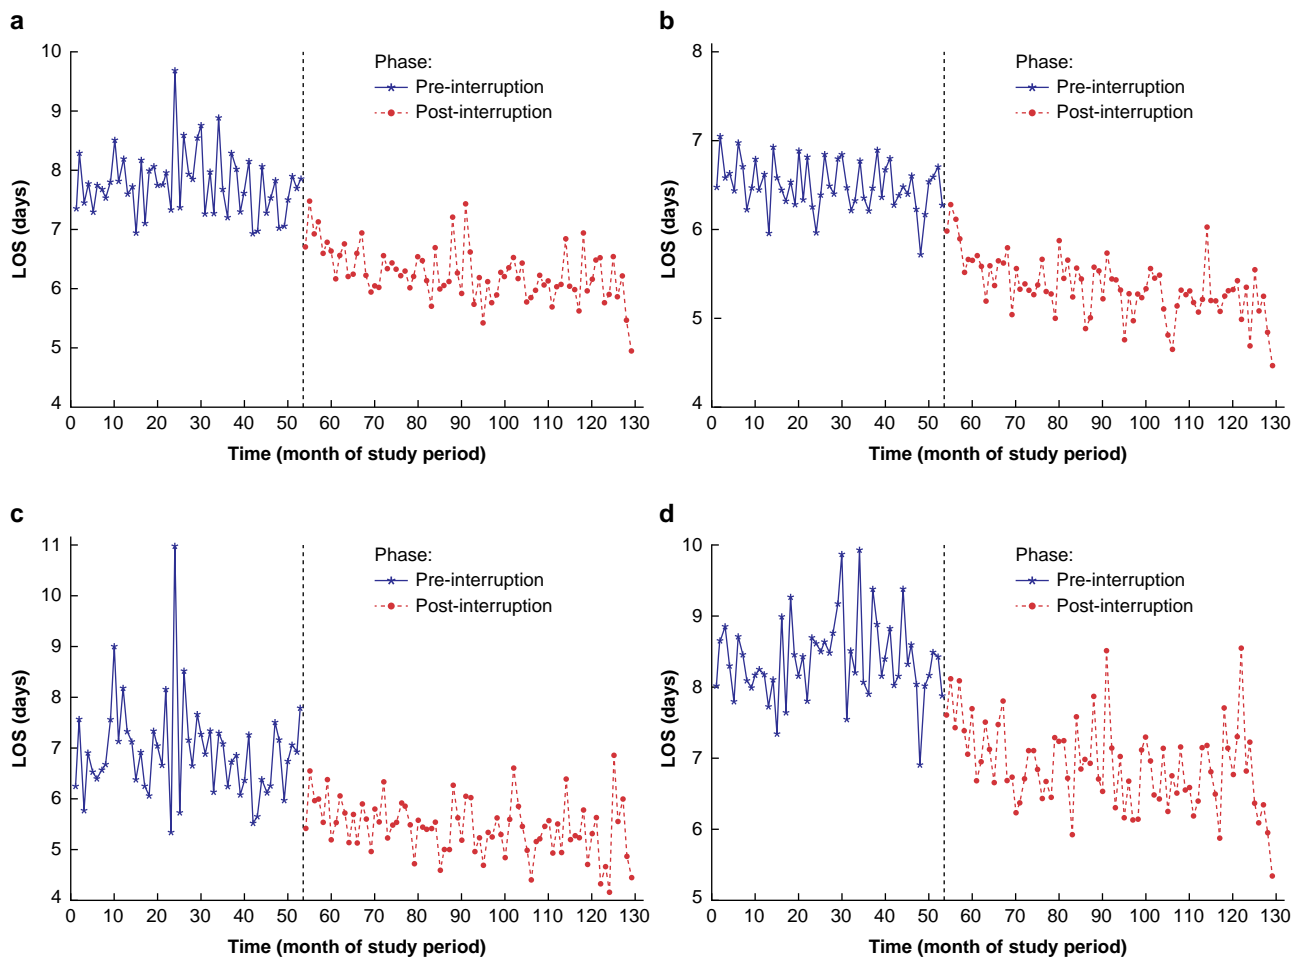 a
10
9
8
7
6
5
4
LOS (days)
Phase:
Pre-interruption
Post-interruption
0 10 20 30 40 50 60 70 80 90 100 110 120 130
Time (month of study period)
b
8
7
6
5
4
LOS (days)
Phase:
Pre-interruption
Post-interruption
0 10 20 30 40 50 60 70 80 90 100 110 120 130
Time (month of study period)
c
11
10
9
8
7
6
5
4
LOS (days)
Phase:
Pre-interruption
Post-interruption
0 10 20 30 40 50 60 70 80 90 100 110 120 130
Time (month of study period)
d
10
9
8
7
6
5
LOS (days)
Phase:
Pre-interruption
Post-interruption
0 10 20 30 40 50 60 70 80 90 100 110 120 130
Time (month of study period)